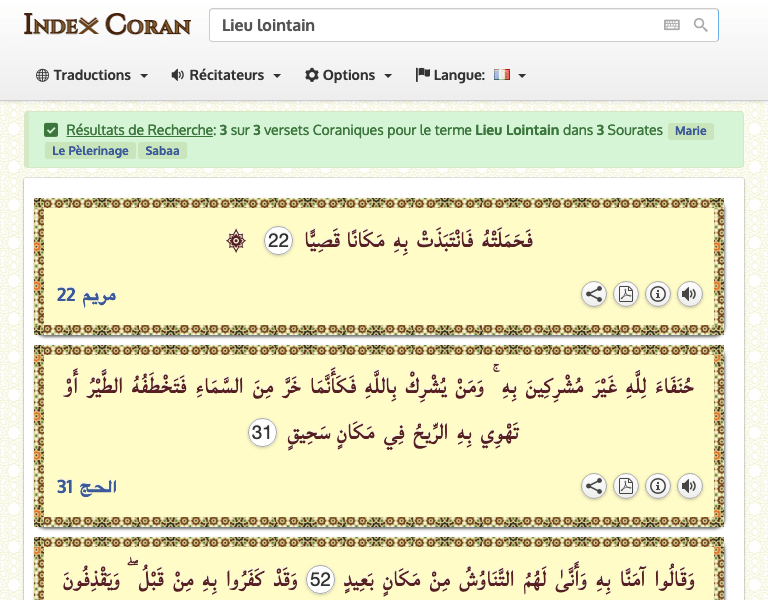 Index Coran
Lieu lointain
Traductions Récitateurs Options Langue:
Résultats de Recherche: 3 sur 3 versets Coraniques pour le terme Lieu Lointain dans 3 Sourates Marie
Le Pèlerinage Sabaa
فَحَمَلَتْهُ فَانْتَبَذَتْ بِهِ مَكَانًا قَصِيًّا 22 ۞
مريم 22
حُنَفَاءَ لِلَّهِ غَيْرَ مُشْرِكِينَ بِهِ ۚ وَمَنْ يُشْرِكْ بِاللَّهِ فَكَأَنَّمَا خَرَّ مِنَ السَّمَاءِ فَتَخْطَفُهُ الطَّيْرُ أَوْ
تَهْوِي بِهِ الرِّيحُ فِي مَكَانٍ سَحِيقٍ 31
الحج 31
وَقَالُوا آمَنَّا بِهِ وَأَنَّىٰ لَهُمُ التَّنَاوُشُ مِنْ مَكَانٍ بَعِيدٍ 52 وَقَدْ كَفَرُوا بِهِ مِنْ قَبْلُ ۖ وَيَقْذِفُونَ